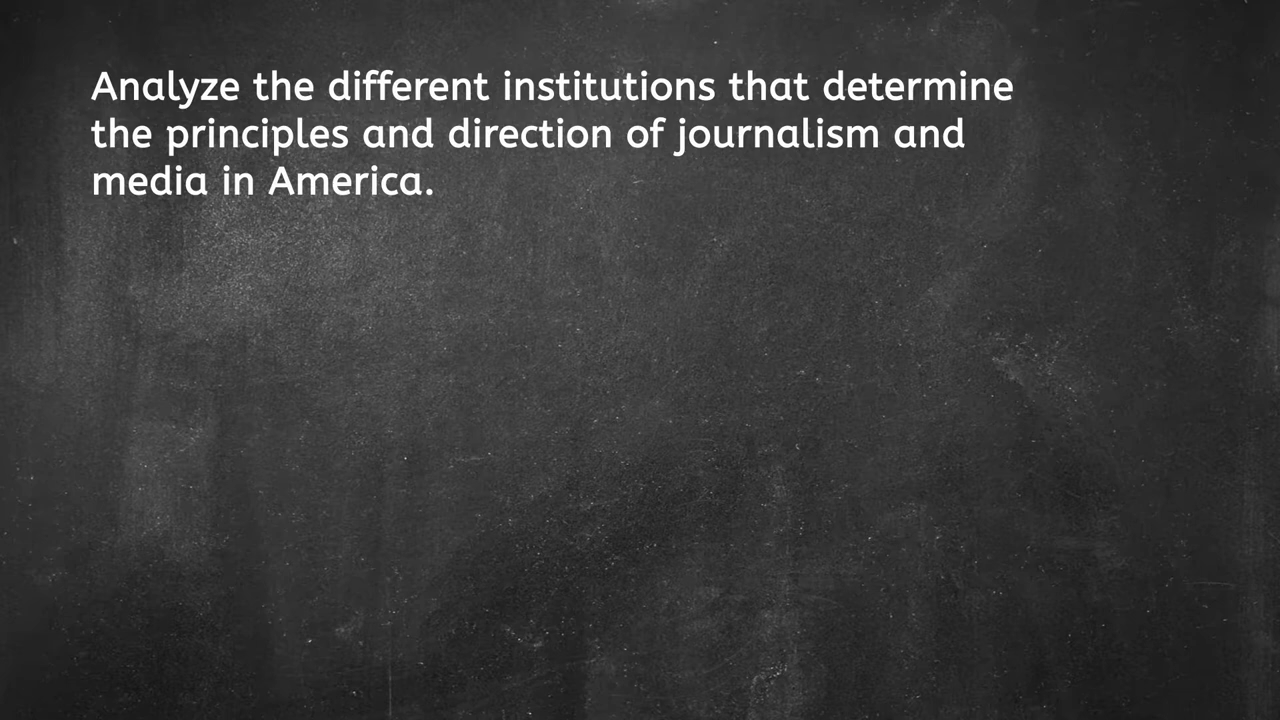 Analyze the different institutions that determine
the principles and direction of journalism and
media in America.